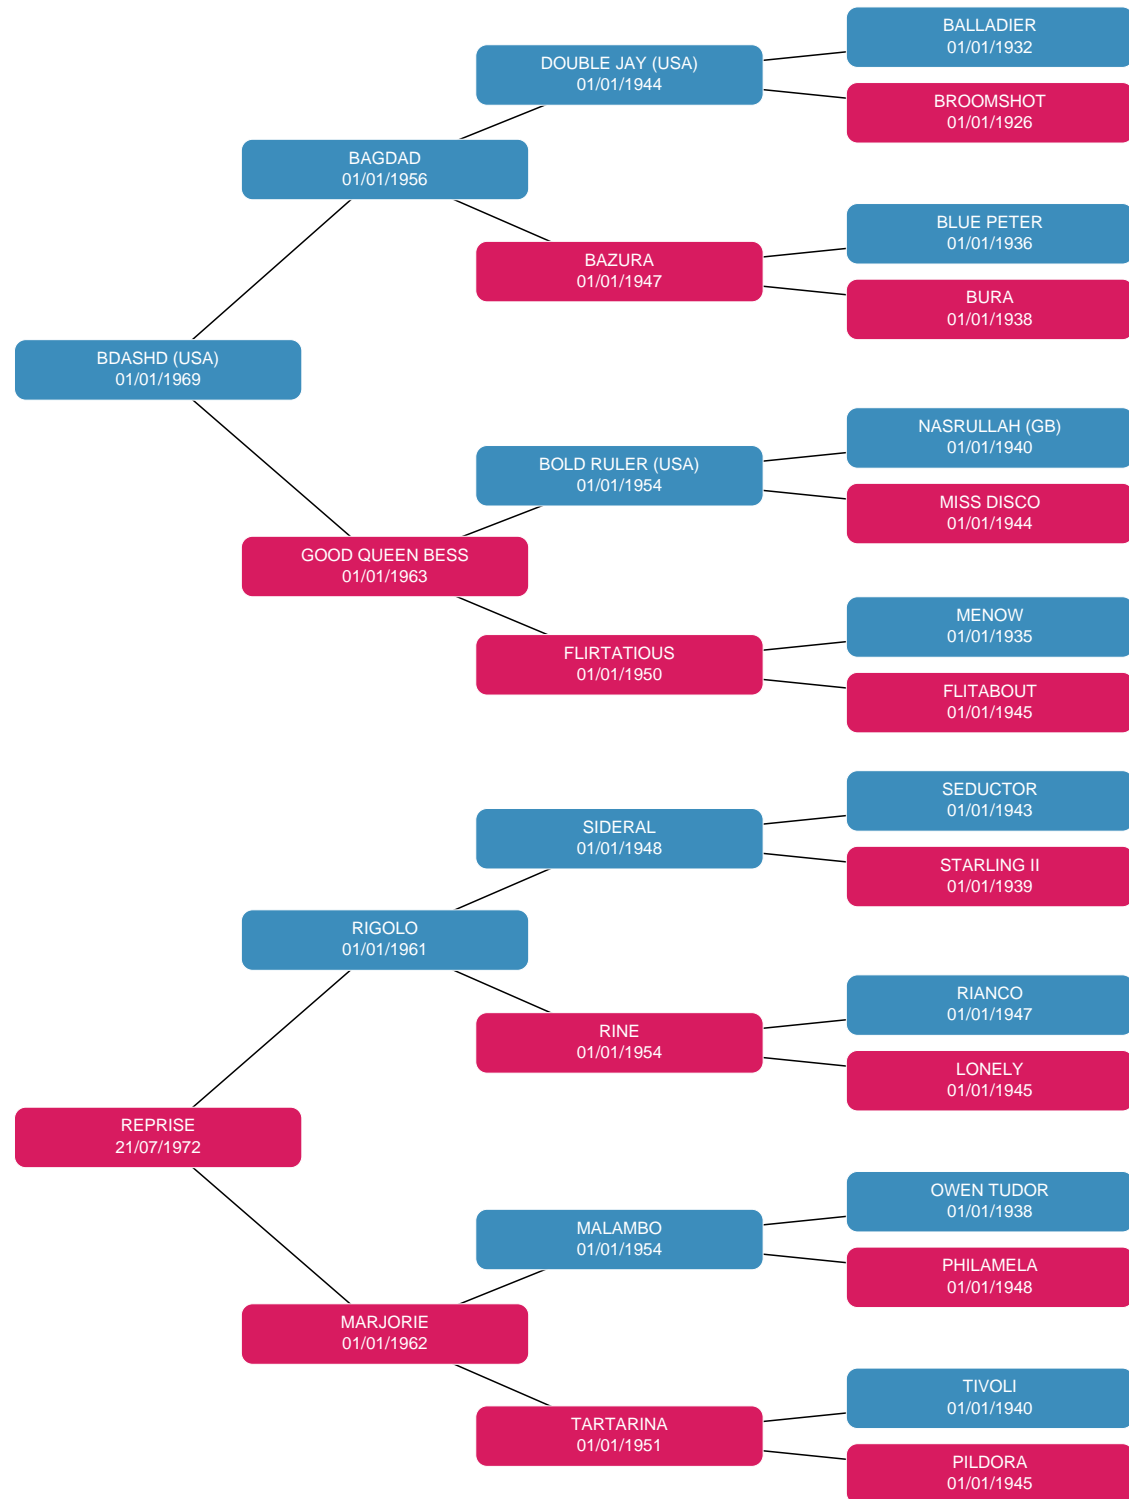 BALLADIER
01/01/1932
DOUBLE JAY (USA)
01/01/1944
BROOMSHOT
01/01/1926
BAGDAD
01/01/1956
BLUE PETER
01/01/1936
BAZURA
01/01/1947
BURA
01/01/1938
BDASHD (USA)
01/01/1969
NASRULLAH (GB)
01/01/1940
BOLD RULER (USA)
01/01/1954
MISS DISCO
01/01/1944
GOOD QUEEN BESS
01/01/1963
MENOW
01/01/1935
FLIRTATIOUS
01/01/1950
FLITABOUT
01/01/1945
SEDUCTOR
01/01/1943
SIDERAL
01/01/1948
STARLING II
01/01/1939
RIGOLO
01/01/1961
RIANCO
01/01/1947
RINE
01/01/1954
LONELY
01/01/1945
REPRISE
21/07/1972
OWEN TUDOR
01/01/1938
MALAMBO
01/01/1954
PHILAMELA
01/01/1948
MARJORIE
01/01/1962
TIVOLI
01/01/1940
TARTARINA
01/01/1951
PILDORA
01/01/1945